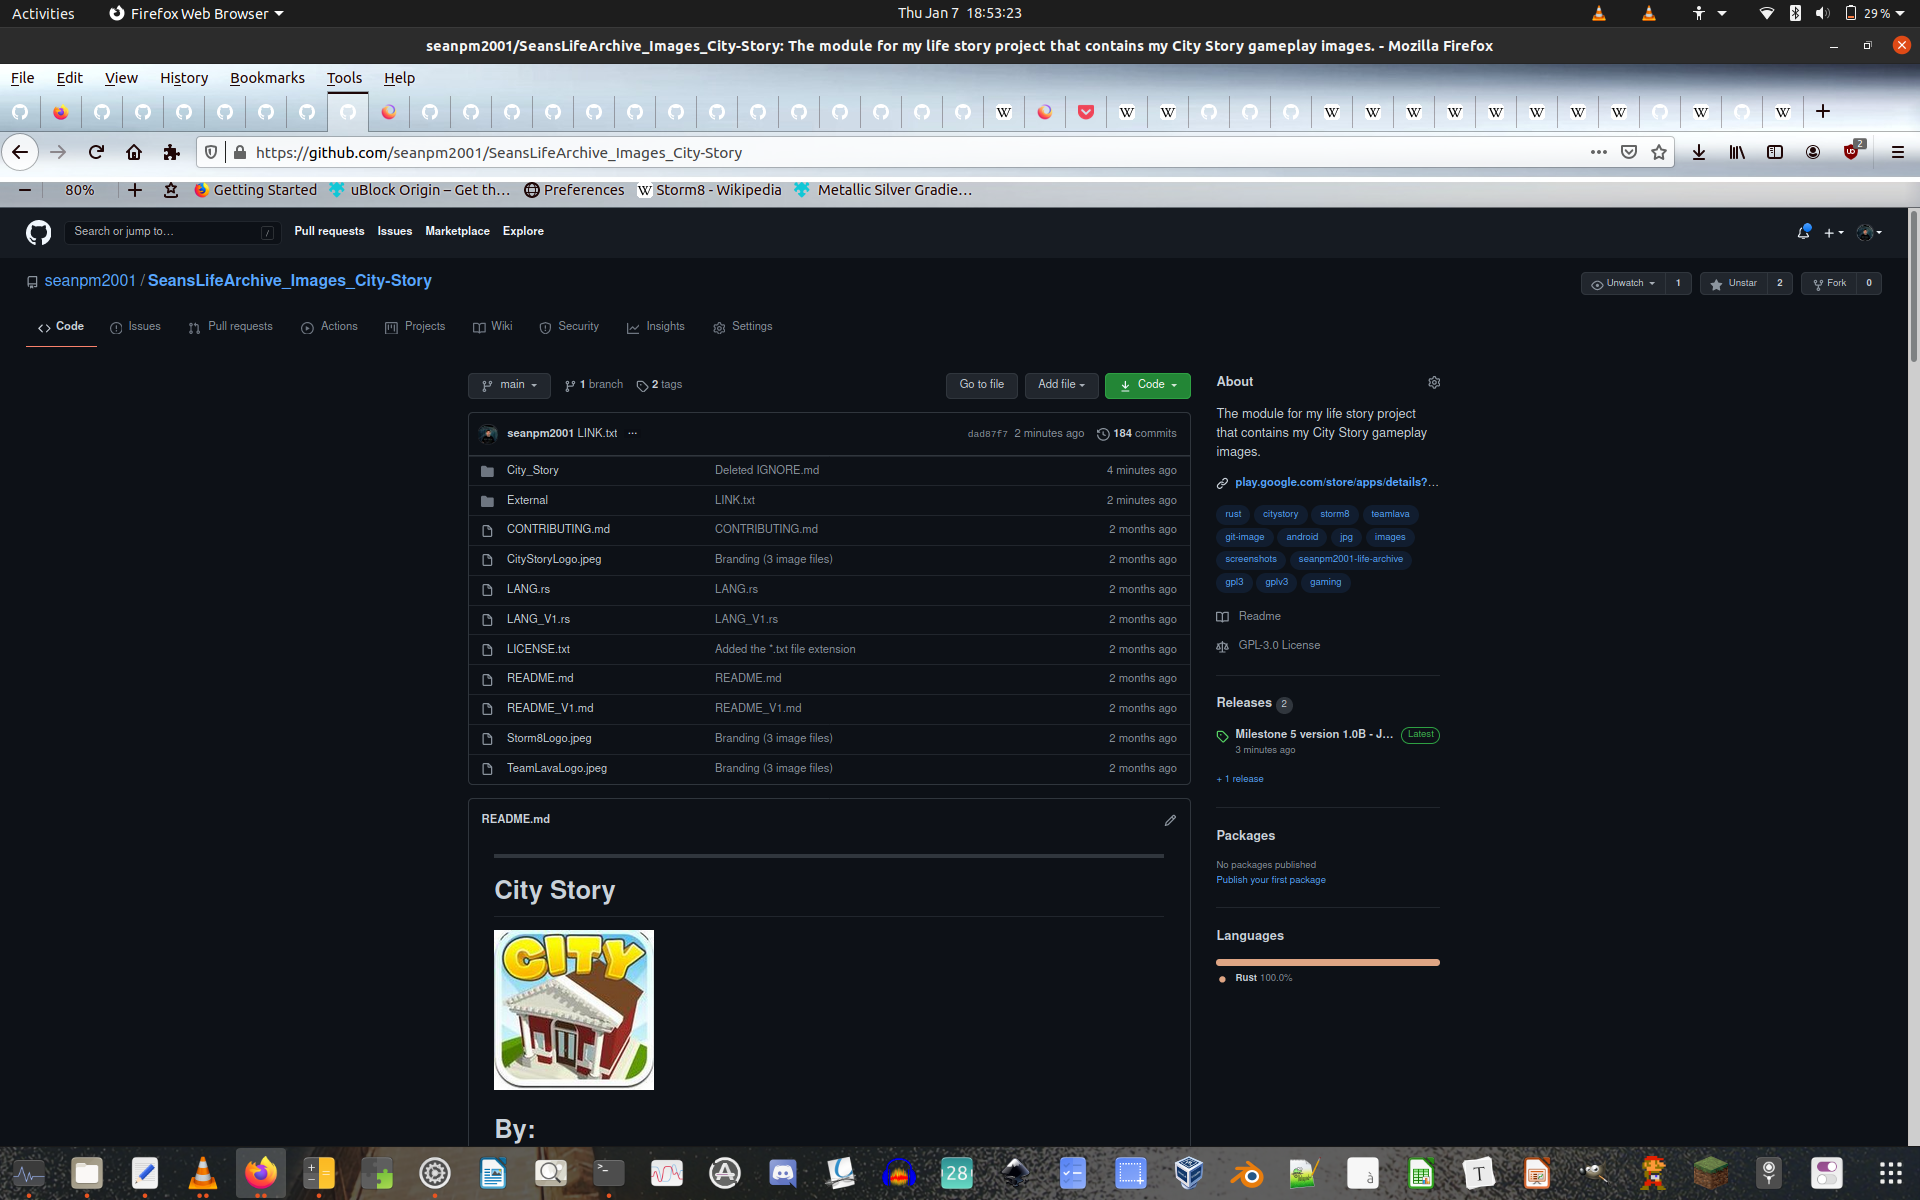 Activities Firefox Web Browser Thu Jan 7 18:53:23 29 %
seanpm2001/SeansLifeArchive_Images_City-Story: The module for my life story project that contains my City Story gameplay images. - Mozilla Firefox
File Edit View History Bookmarks Tools Help
https://github.com/seanpm2001/SeansLifeArchive_Images_City-Story 2
80% Getting Started uBlock Origin – Get th… Preferences Storm8 - Wikipedia Metallic Silver Gradie…
Search or jump to… / Pull requests Issues Marketplace Explore
seanpm2001 / SeansLifeArchive_Images_City-Story Unwatch 1 Unstar 2 Fork 0
Code Issues Pull requests Actions Projects Wiki Security Insights Settings
main 1 branch 2 tags Go to file Add file Code
seanpm2001 LINK.txt … dad87f7 2 minutes ago 184 commits
City_Story Deleted IGNORE.md 4 minutes ago
External LINK.txt 2 minutes ago
CONTRIBUTING.md CONTRIBUTING.md 2 months ago
CityStoryLogo.jpeg Branding (3 image files) 2 months ago
LANG.rs LANG.rs 2 months ago
LANG_V1.rs LANG_V1.rs 2 months ago
LICENSE.txt Added the *.txt file extension 2 months ago
README.md README.md 2 months ago
README_V1.md README_V1.md 2 months ago
Storm8Logo.jpeg Branding (3 image files) 2 months ago
TeamLavaLogo.jpeg Branding (3 image files) 2 months ago
README.md
City Story
CITY
By:
About
The module for my life story project
that contains my City Story gameplay
images.
play.google.com/store/apps/details?…
rust citystory storm8 teamlava
git-image android jpg images
screenshots seanpm2001-life-archive
gpl3 gplv3 gaming
Readme
GPL-3.0 License
Releases 2
Milestone 5 version 1.0B - J… Latest
3 minutes ago
+ 1 release
Packages
No packages published
Publish your first package
Languages
Rust 100.0%
28